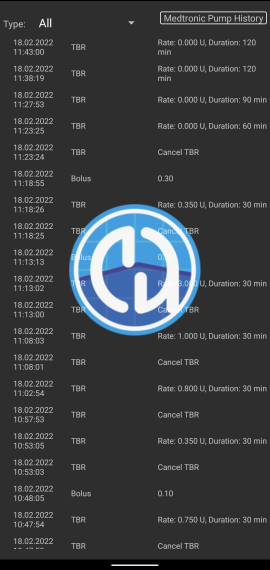 Medtronic Pump History
Type: All
18.02.2022 11:43:00 TBR Rate: 0.000 U, Duration: 120 min
18.02.2022 11:38:19 TBR Rate: 0.000 U, Duration: 120 min
18.02.2022 11:27:53 TBR Rate: 0.000 U, Duration: 90 min
18.02.2022 11:23:25 TBR Rate: 0.000 U, Duration: 60 min
18.02.2022 11:23:24 TBR Cancel TBR
18.02.2022 11:18:55 Bolus 0.30
18.02.2022 11:18:26 TBR Rate: 0.350 U, Duration: 30 min
18.02.2022 11:18:25 TBR Cancel TBR
18.02.2022 11:13:13 Bolus
18.02.2022 11:13:02 TBR U, Duration: 30 min
18.02.2022 11:13:00 TBR Cancel TBR
18.02.2022 11:08:03 TBR Rate: 1.000 U, Duration: 30 min
18.02.2022 11:08:01 TBR Cancel TBR
18.02.2022 11:02:54 TBR Rate: 0.800 U, Duration: 30 min
18.02.2022 10:57:53 TBR Cancel TBR
18.02.2022 10:53:05 TBR Rate: 0.350 U, Duration: 30 min
18.02.2022 10:53:03 TBR Cancel TBR
18.02.2022 10:48:05 Bolus 0.10
18.02.2022 10:47:54 TBR Rate: 0.750 U, Duration: 30 min
18.02.2022 TBR Cancel TBR